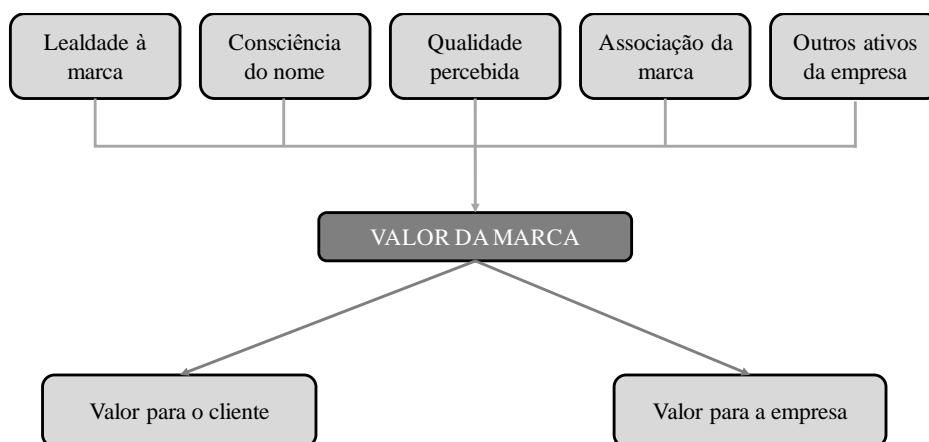 Lealdade à
marca
Consciência
do nome
Qualidade
percebida
Associação da
marca
Outros ativos
da empresa
VALOR DA MARCA
Valor para o cliente
Valor para a empresa